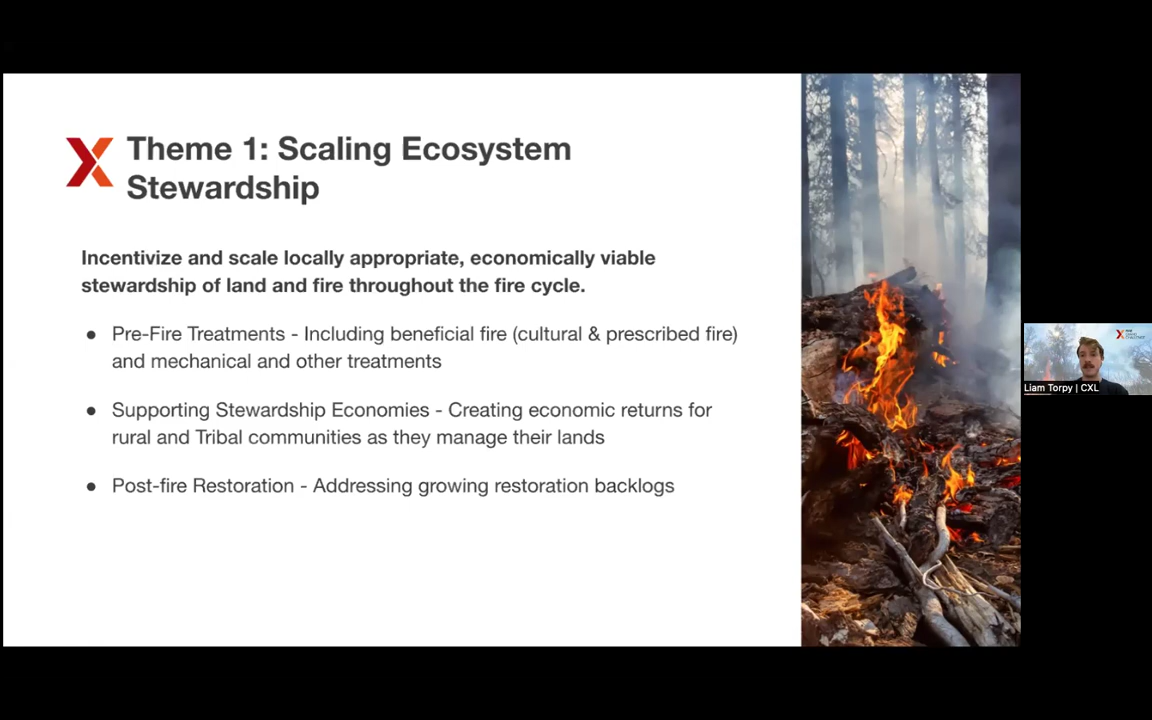 Theme 1: Scaling Ecosystem
Stewardship
Incentivize and scale locally appropriate, economically viable
stewardship of land and fire throughout the fire cycle.
● Pre-Fire Treatments - Including beneficial fire (cultural & prescribed fire)
and mechanical and other treatments
● Supporting Stewardship Economies - Creating economic returns for
rural and Tribal communities as they manage their lands
● Post-fire Restoration - Addressing growing restoration backlogs
Liam Torpy | CXL